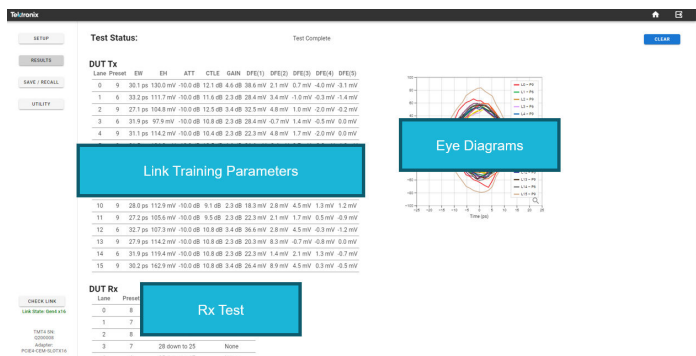 Tektronix
SETUP
RESULTS
SAVE / RECALL
UTILITY
CHECK LINK
Link State: Gen4 x16
TMT4 SN:
Q200008
Adapter:
PCIE4-CEM-SLOTX16
Test Status: Test Complete
CLEAR
DUT Tx
Lane Preset EW EH ATT CTLE GAIN DFE(1) DFE(2) DFE(3) DFE(4) DFE(5)
0 9 30.1 ps 130.0 mV -10.0 dB 12.1 dB 4.6 dB 38.6 mV 2.1 mV 0.7 mV -4.0 mV -3.1 mV
1 6 33.2 ps 111.7 mV -10.0 dB 11.6 dB 2.3 dB 28.4 mV 3.4 mV -1.0 mV -0.3 mV -1.4 mV
2 9 27.1 ps 104.8 mV -10.0 dB 12.5 dB 3.4 dB 32.5 mV 4.8 mV 1.0 mV -2.0 mV -0.2 mV
3 6 31.9 ps 97.9 mV -10.0 dB 10.8 dB 2.3 dB 28.4 mV -0.7 mV 1.4 mV -0.5 mV 0.0 mV
4 9 31.1 ps 114.2 mV -10.0 dB 10.4 dB 2.3 dB 22.3 mV 4.8 mV 1.7 mV -2.0 mV 0.0 mV
Link Training Parameters
10 9 28.0 ps 112.9 mV -10.0 dB 9.1 dB 2.3 dB 18.3 mV 2.8 mV 4.5 mV 1.3 mV 1.2 mV
11 9 27.2 ps 105.6 mV -10.0 dB 9.5 dB 2.3 dB 22.3 mV 2.1 mV 1.7 mV 0.5 mV -0.9 mV
12 6 32.7 ps 107.3 mV -10.0 dB 10.8 dB 3.4 dB 36.6 mV 2.8 mV 4.5 mV -0.3 mV -1.2 mV
13 9 27.9 ps 114.2 mV -10.0 dB 10.8 dB 2.3 dB 20.3 mV 8.3 mV -0.7 mV -0.8 mV 0.0 mV
14 6 31.9 ps 119.4 mV -10.0 dB 10.8 dB 2.3 dB 22.3 mV 1.4 mV 2.1 mV 1.3 mV -0.7 mV
15 9 30.2 ps 162.9 mV -10.0 dB 10.8 dB 3.4 dB 26.4 mV 8.9 mV 4.5 mV 0.3 mV -0.5 mV
Eye Diagrams
Time (ps)
DUT Rx
Lane Preset
0 8
1 7
2 8
3 7 28 down to 25 None
Rx Test